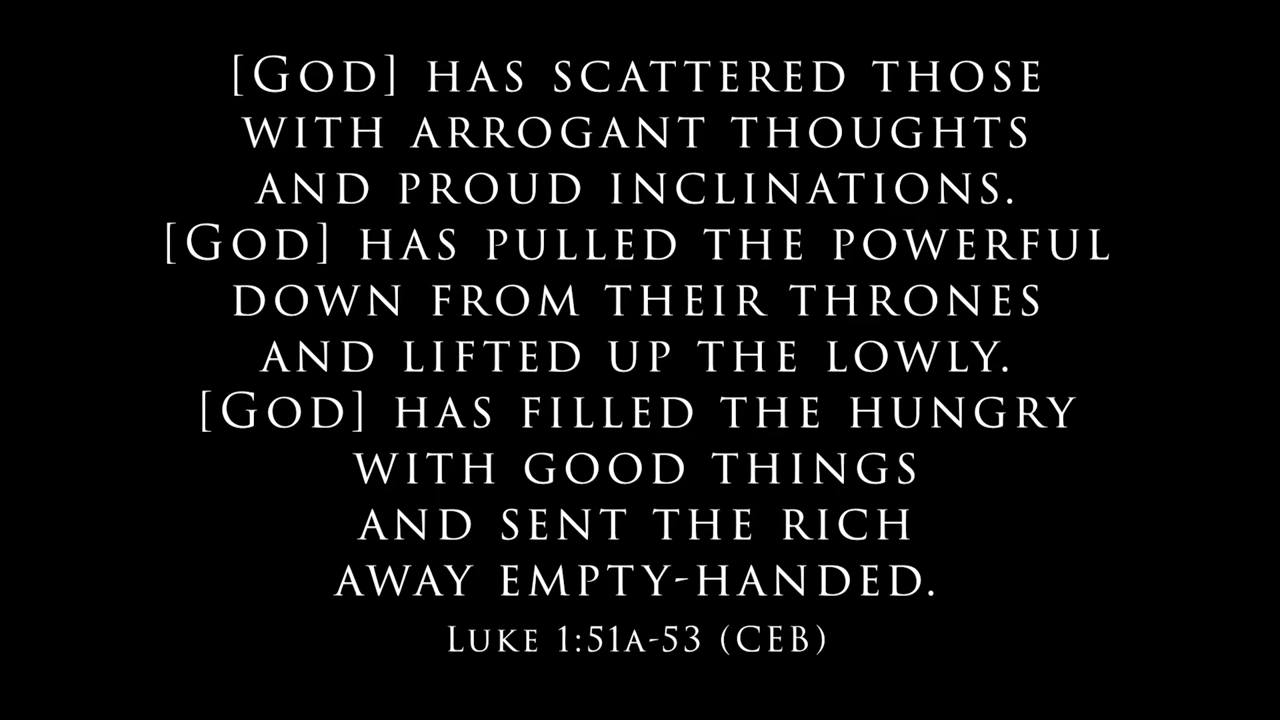 [God] has scattered those
with arrogant thoughts
and proud inclinations.
[God] has pulled the powerful
down from their thrones
and lifted up the lowly.
[God] has filled the hungry
with good things
and sent the rich
away empty-handed.
Luke 1:51a-53 (CEB)